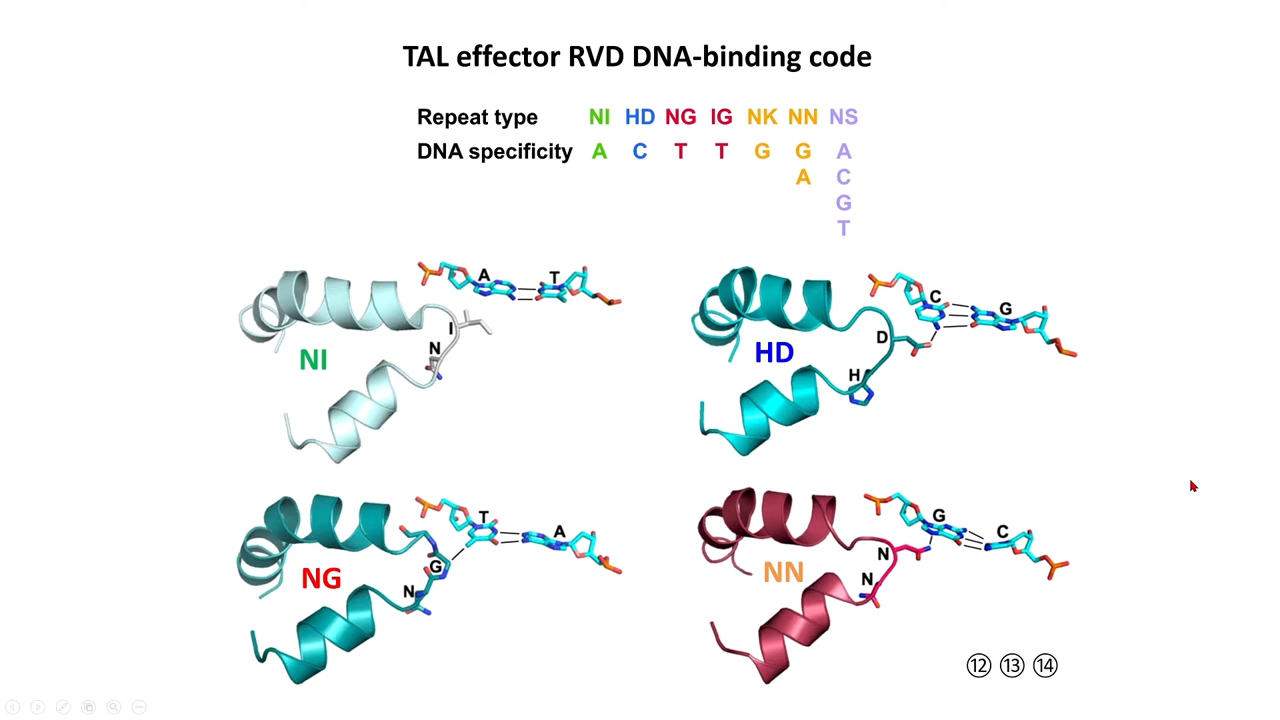 TAL effector RVD DNA-binding code
Repeat type NI HD NG IG NK NN NS
DNA specificity A C T T G G A
A C
G
T
A T
I
N
NI
C G
D
H
HD
T A
G
N
NG
G C
N
N
NN
⑫ ⑬ ⑭